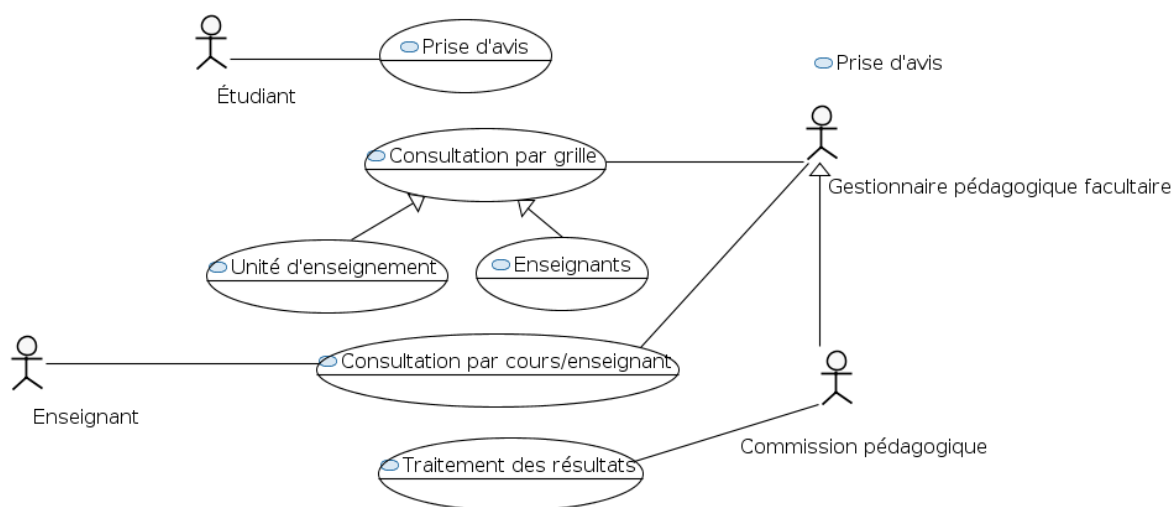 Prise d'avis
Prise d'avis
Étudiant
Consultation par grille
Gestionnaire pédagogique facultaire
Unité d'enseignement
Enseignants
Consultation par cours/enseignant
Enseignant
Commission pédagogique
Traitement des résultats